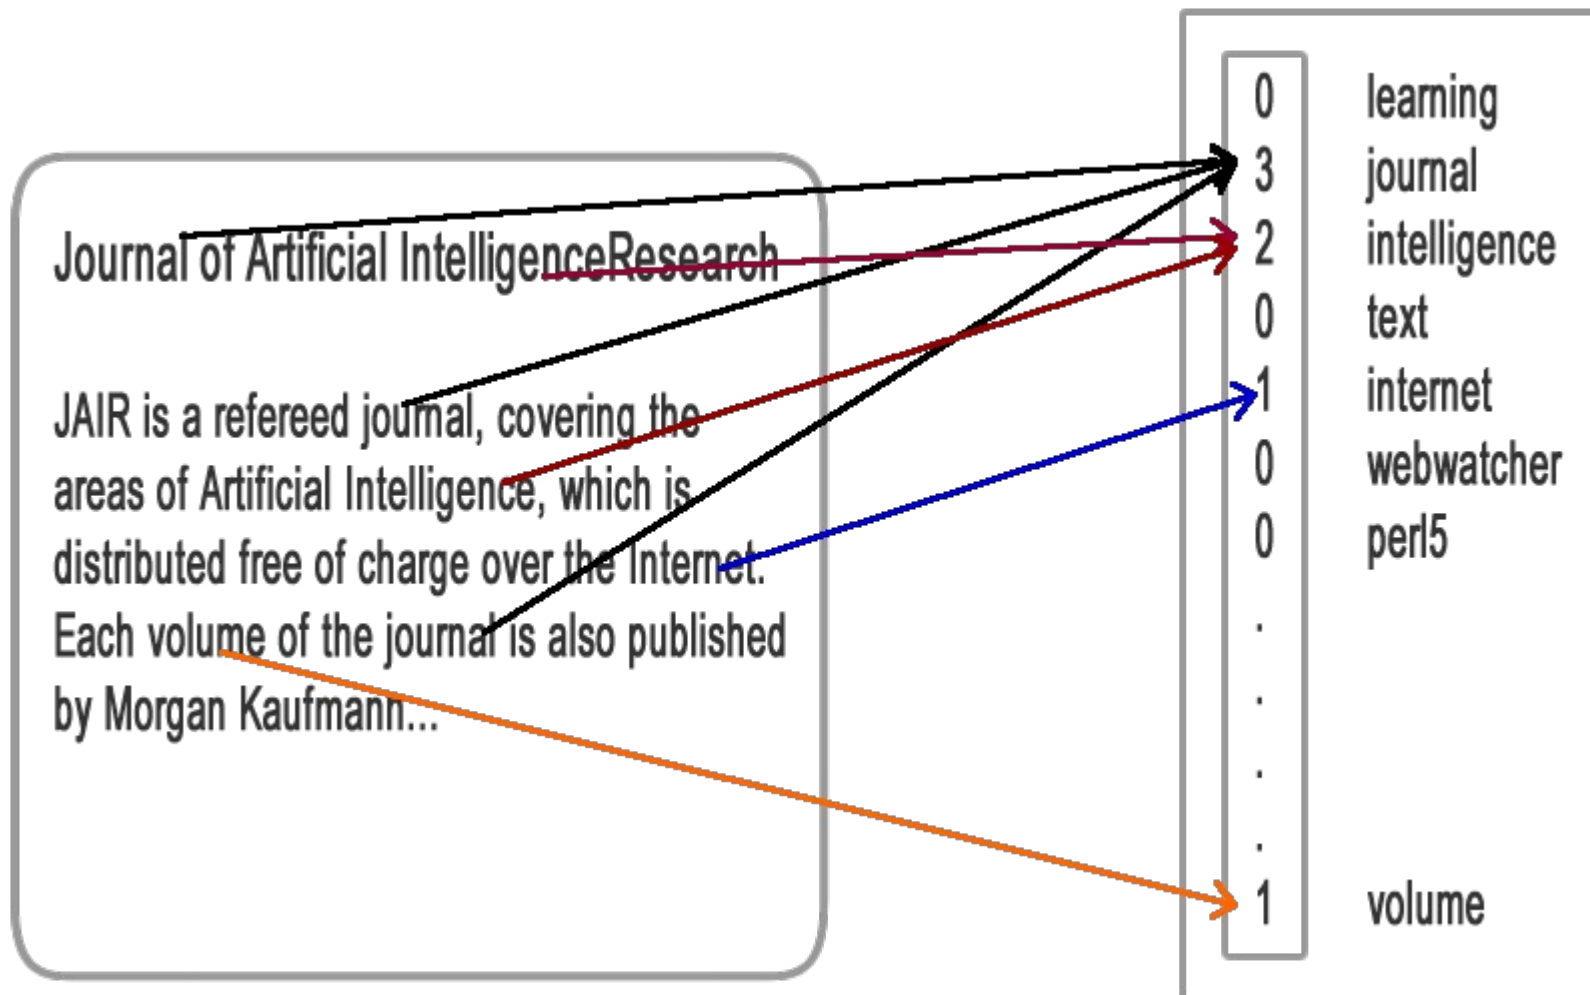 Journal of Artificial IntelligenceResearch
JAIR is a refereed journal, covering the
areas of Artificial Intelligence, which is
distributed free of charge over the Internet.
Each volume of the journal is also published
by Morgan Kaufmann...
0 learning
3 journal
2 intelligence
0 text
1 internet
0 webwatcher
0 perl5
.
.
.
.
1 volume